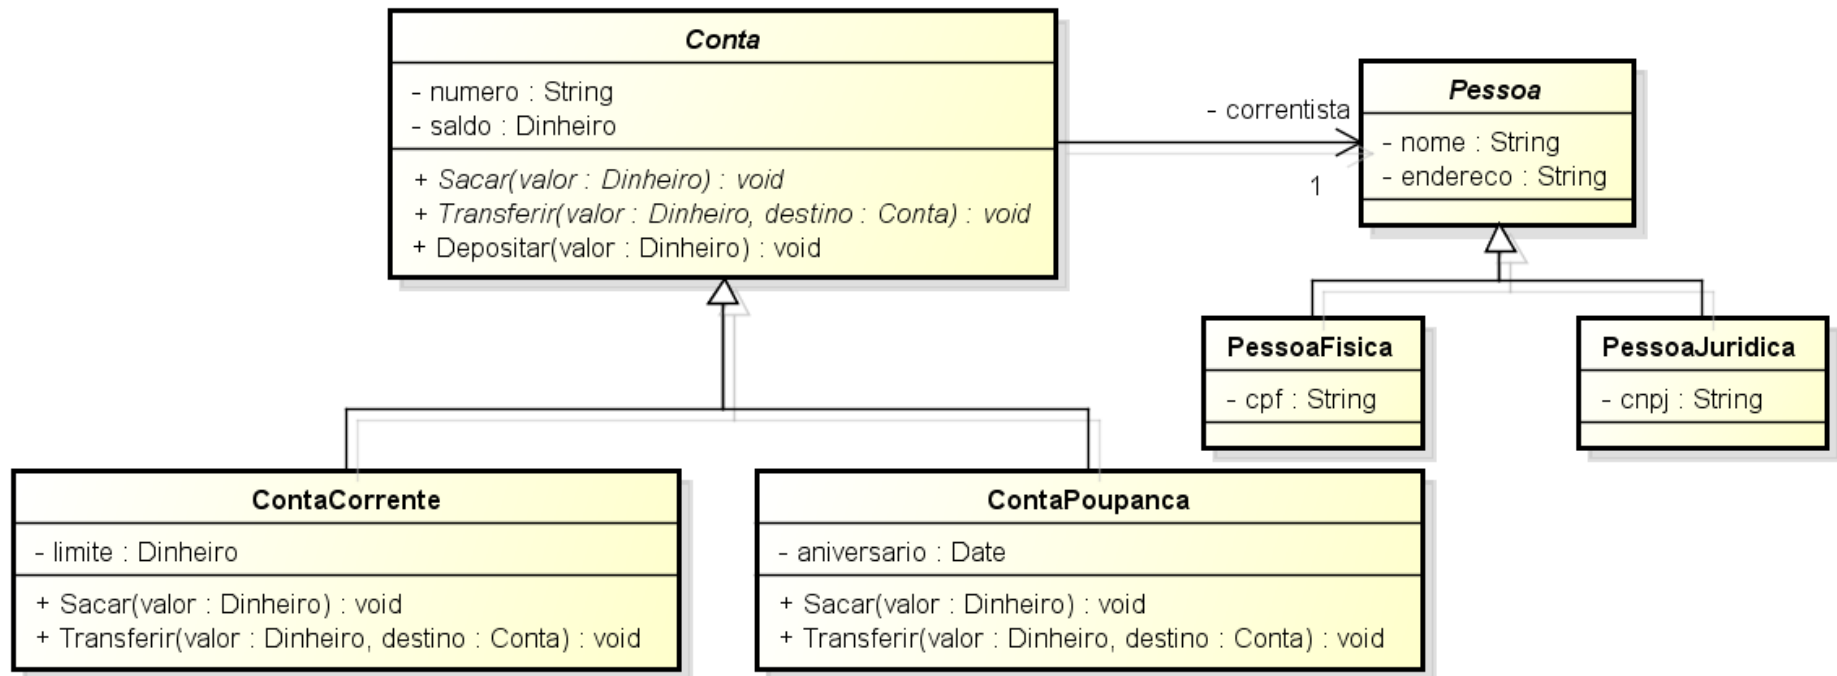 Conta
- numero : String
- saldo : Dinheiro
+ Sacar(valor : Dinheiro) : void
+ Transferir(valor : Dinheiro, destino : Conta) : void
+ Depositar(valor : Dinheiro) : void
- correntista
1
Pessoa
- nome : String
- endereco : String
PessoaFisica
- cpf : String
PessoaJuridica
- cnpj : String
ContaCorrente
- limite : Dinheiro
+ Sacar(valor : Dinheiro) : void
+ Transferir(valor : Dinheiro, destino : Conta) : void
ContaPoupanca
- aniversario : Date
+ Sacar(valor : Dinheiro) : void
+ Transferir(valor : Dinheiro, destino : Conta) : void